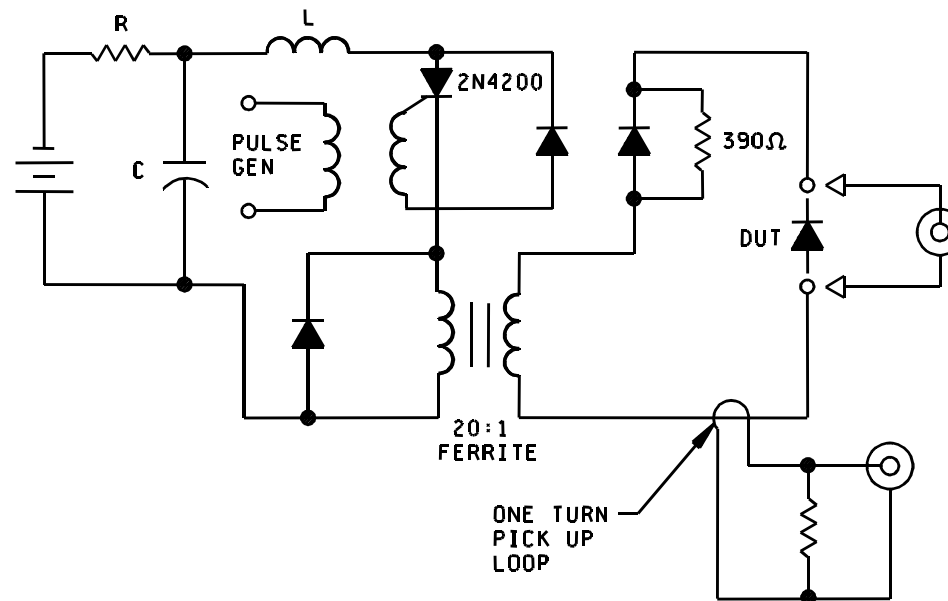 R
L
2N4200
PULSE
GEN
C
390Ω
DUT
20:1
FERRITE
ONE TURN
PICK UP
LOOP